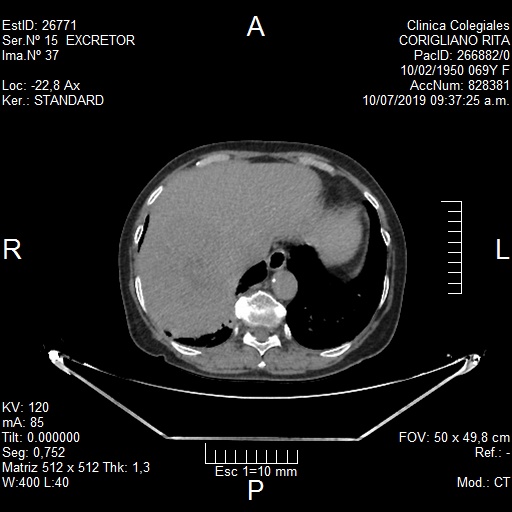 EstID: 26771
Ser.Nº 15 EXCRETOR
Ima.Nº 37
Loc: -22,8 Ax
Ker.: STANDARD
A
Clinica Colegiales
CORIGLIANO RITA
PacID: 266882/0
10/02/1950 069Y F
AccNum: 828381
10/07/2019 09:37:25 a.m.
R
L
KV: 120
mA: 85
Tilt: 0.000000
Seg: 0,752
Matriz 512 x 512 Thk: 1,3
W:400 L:40
Esc 1=10 mm
P
FOV: 50 x 49,8 cm
Ref.: -
Mod.: CT